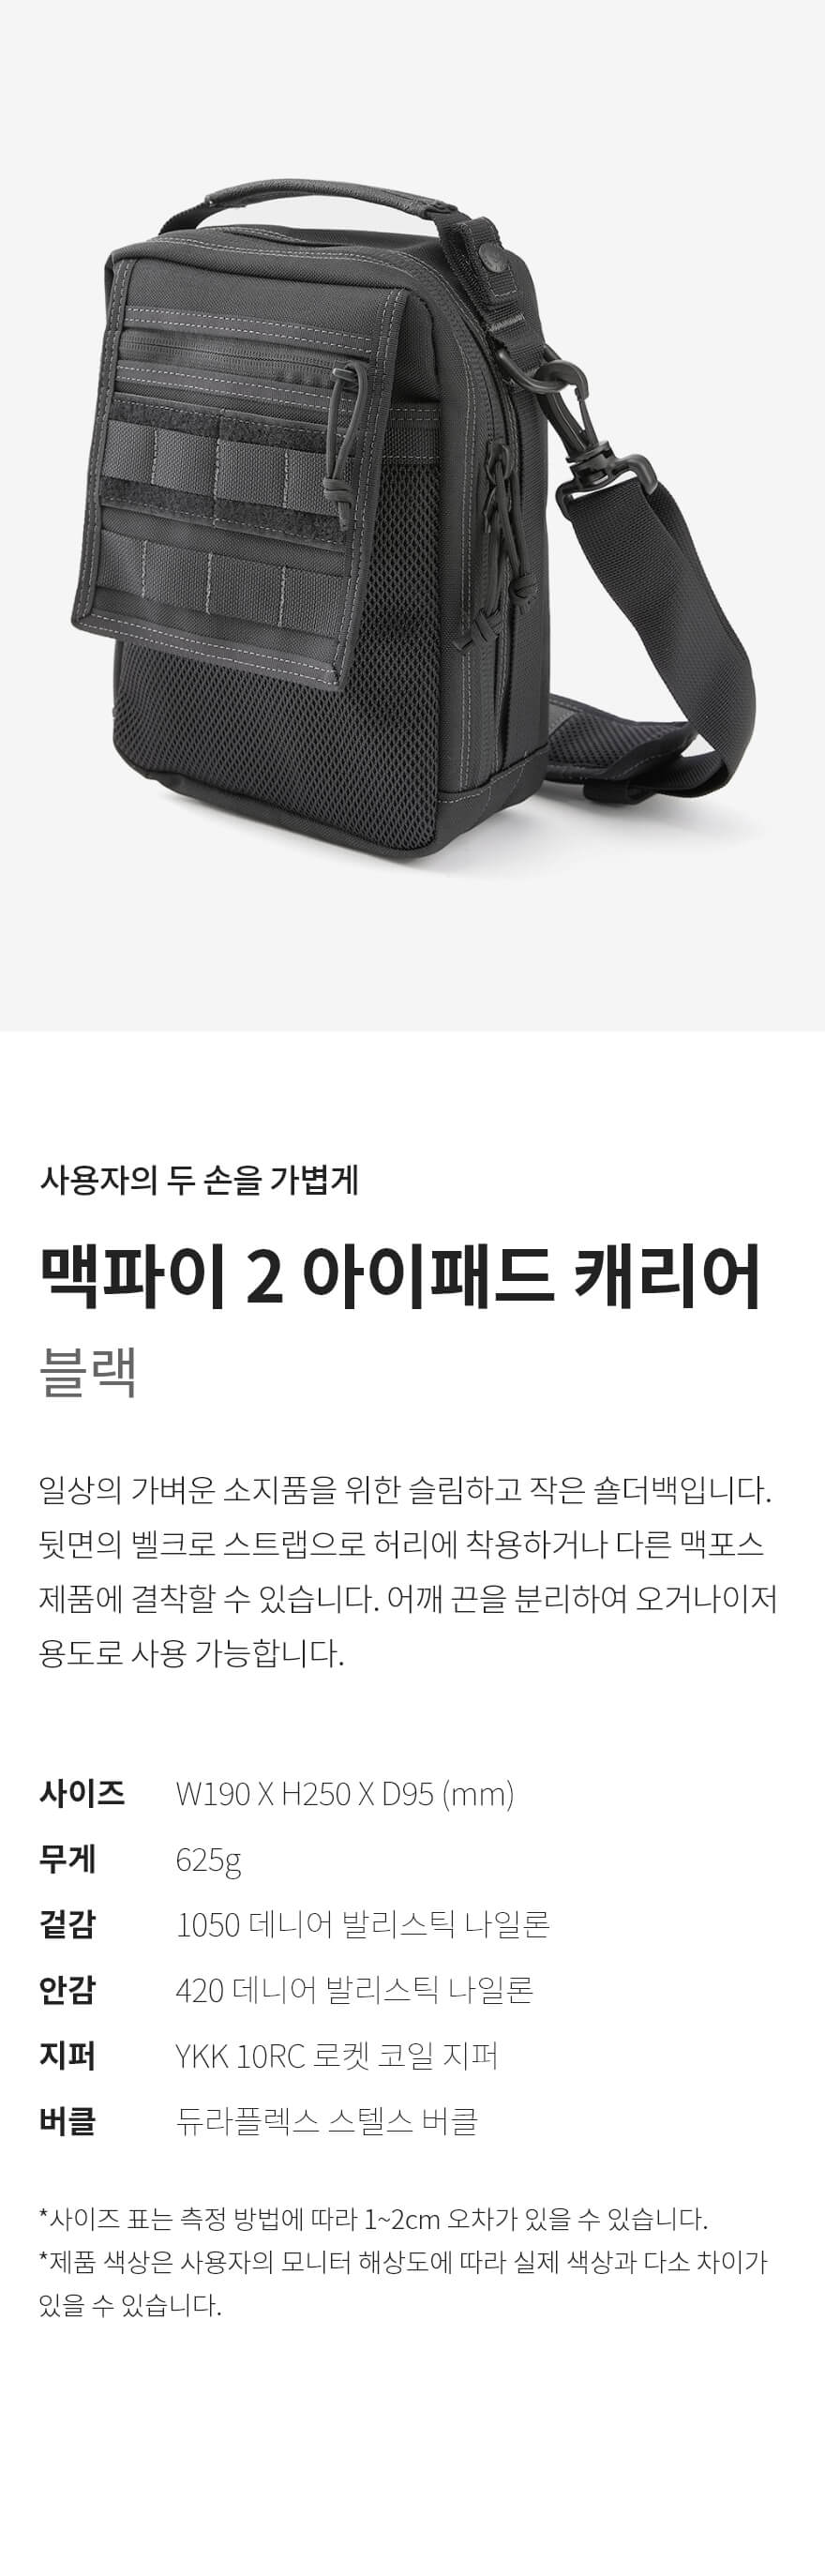 사용자의 두 손을 가볍게
맥파이 2 아이패드 캐리어
블랙
일상의 가벼운 소지품을 위한 슬림하고 작은 숄더백입니다.
뒷면의 벨크로 스트랩으로 허리에 착용하거나 다른 맥포스
제품에 결착할 수 있습니다. 어깨 끈을 분리하여 오거나이저
용도로 사용 가능합니다.
사이즈 W190 X H250 X D95 (mm)
무게 625g
겉감 1050 데니어 발리스틱 나일론
안감 420 데니어 발리스틱 나일론
지퍼 YKK 10RC 로켓 코일 지퍼
버클 듀라플렉스 스텔스 버클
*사이즈 표는 측정 방법에 따라 1~2cm 오차가 있을 수 있습니다.
*제품 색상은 사용자의 모니터 해상도에 따라 실제 색상과 다소 차이가
있을 수 있습니다.